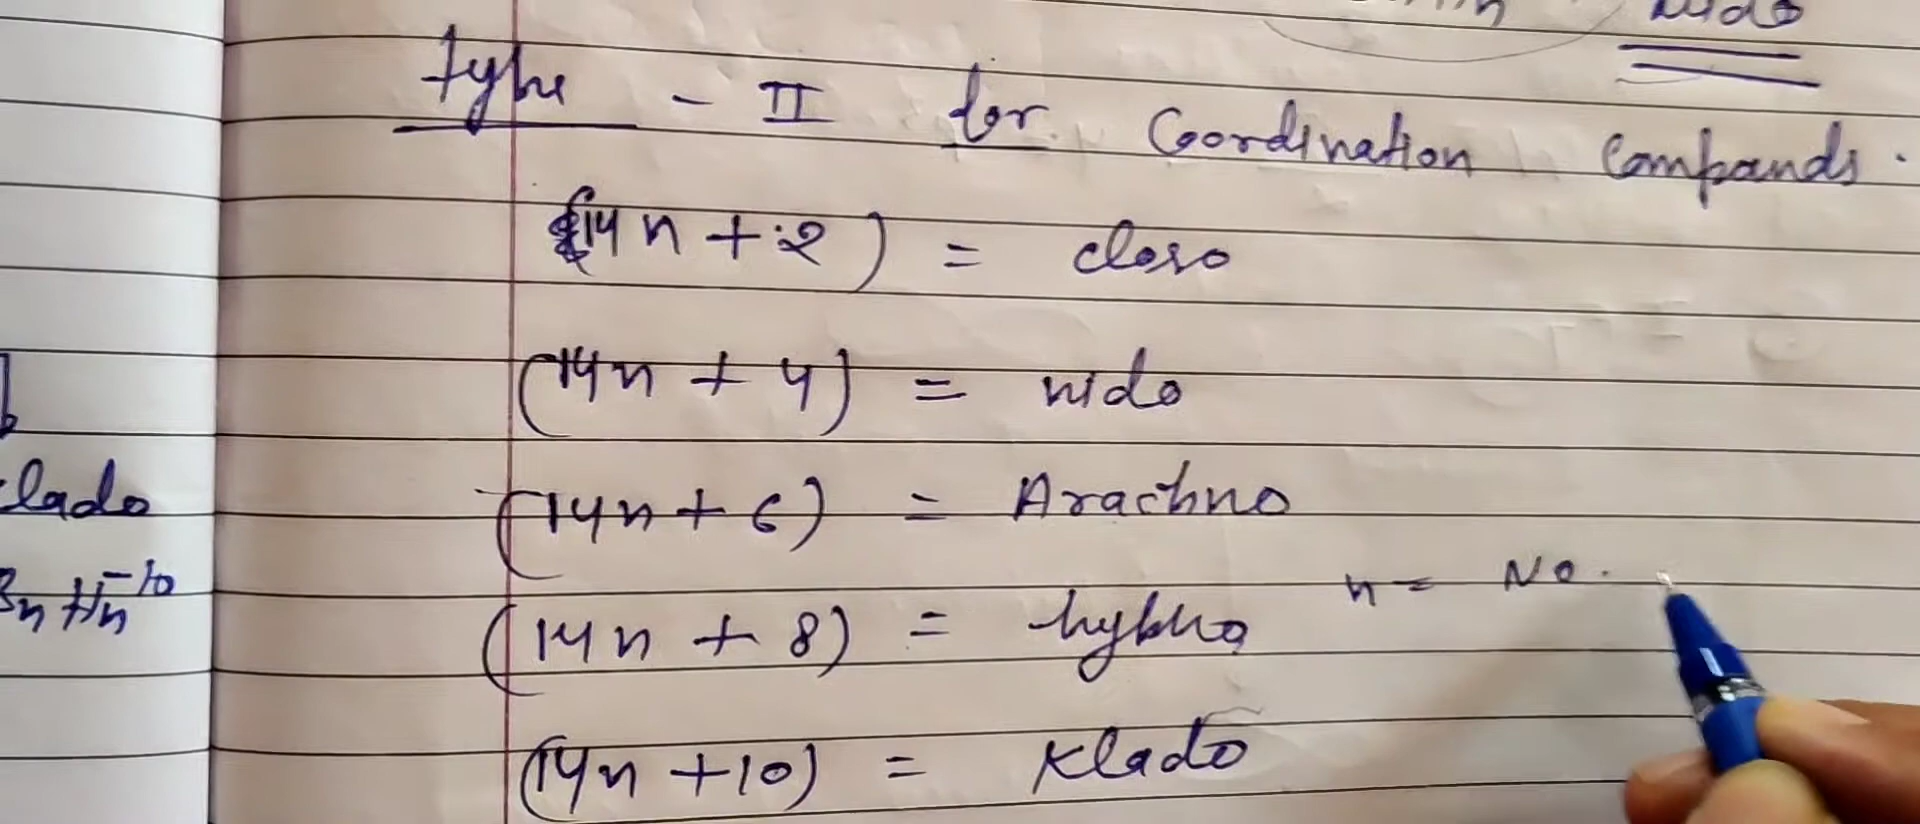 nido
Type - II for Coordination Compounds.
(14n + 2) = closo
(14n + 4) = nido
(14n + 6) = Arachno
n = No.
(14n + 8) = hypho
(14n + 10) = Klado